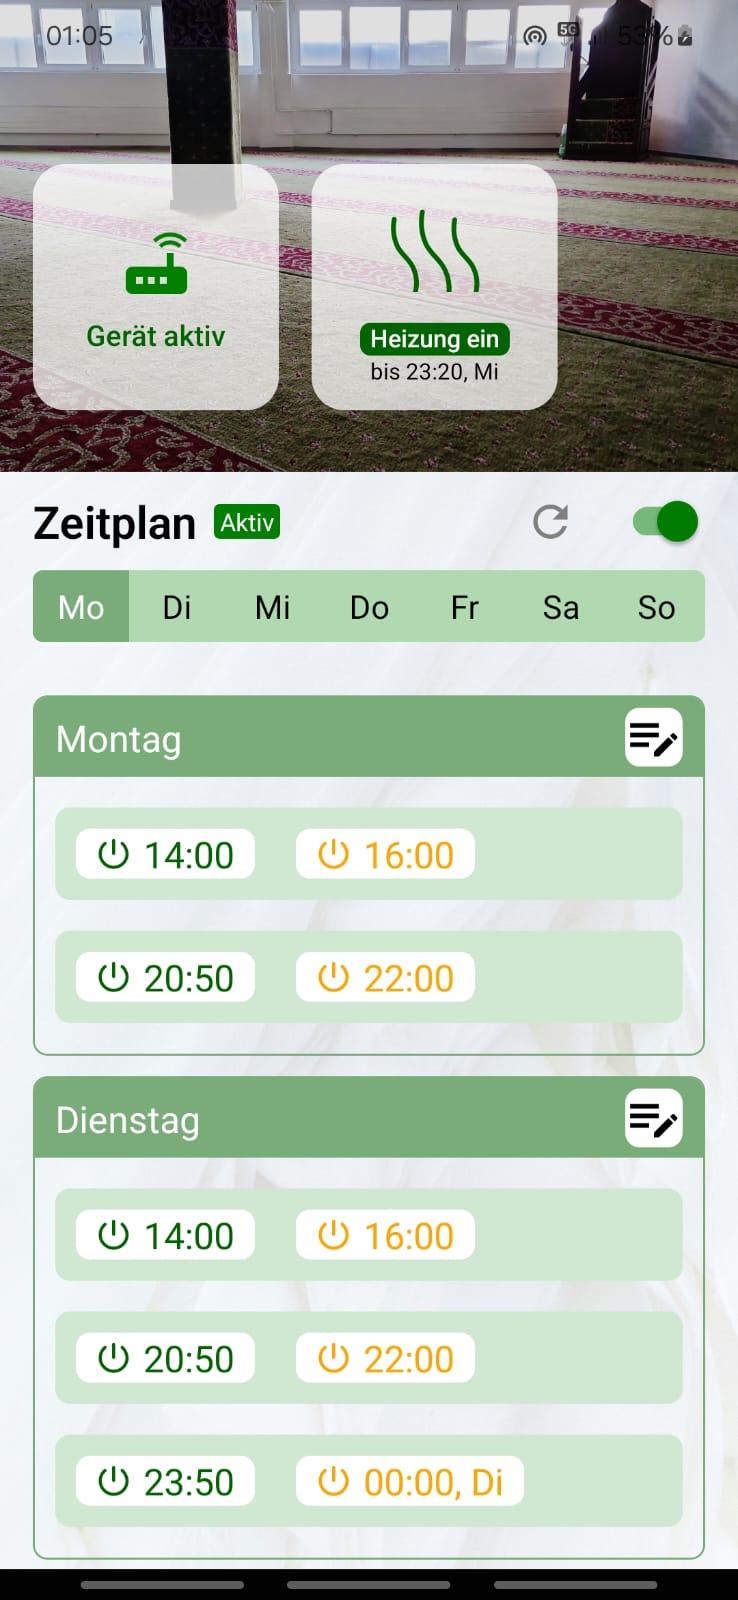 01:05
5G 53%
Gerät aktiv
Heizung ein
bis 23:20, Mi
Zeitplan Aktiv
Mo Di Mi Do Fr Sa So
Montag
14:00 16:00
20:50 22:00
Dienstag
14:00 16:00
20:50 22:00
23:50 00:00, Di